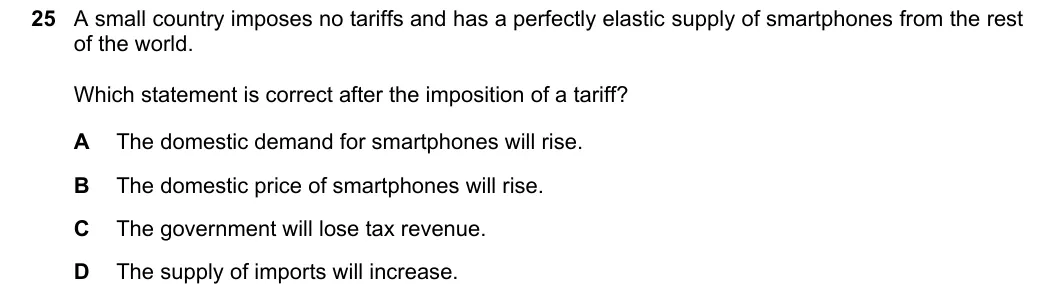 25 A small country imposes no tariffs and has a perfectly elastic supply of smartphones from the rest
of the world.
Which statement is correct after the imposition of a tariff?
A The domestic demand for smartphones will rise.
B The domestic price of smartphones will rise.
C The government will lose tax revenue.
D The supply of imports will increase.